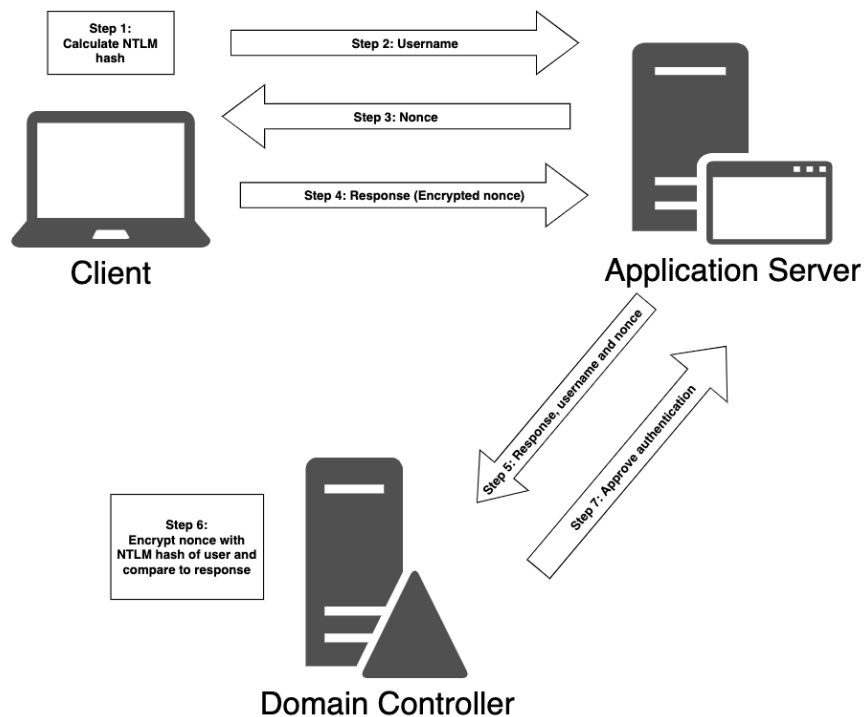 Step 1:
Calculate NTLM
hash
Step 2: Username
Step 3: Nonce
Step 4: Response (Encrypted nonce)
Client
Application Server
Step 5: Response, username and nonce
Step 7: Approve authentication
Step 6:
Encrypt nonce with
NTLM hash of user and
compare to response
Domain Controller